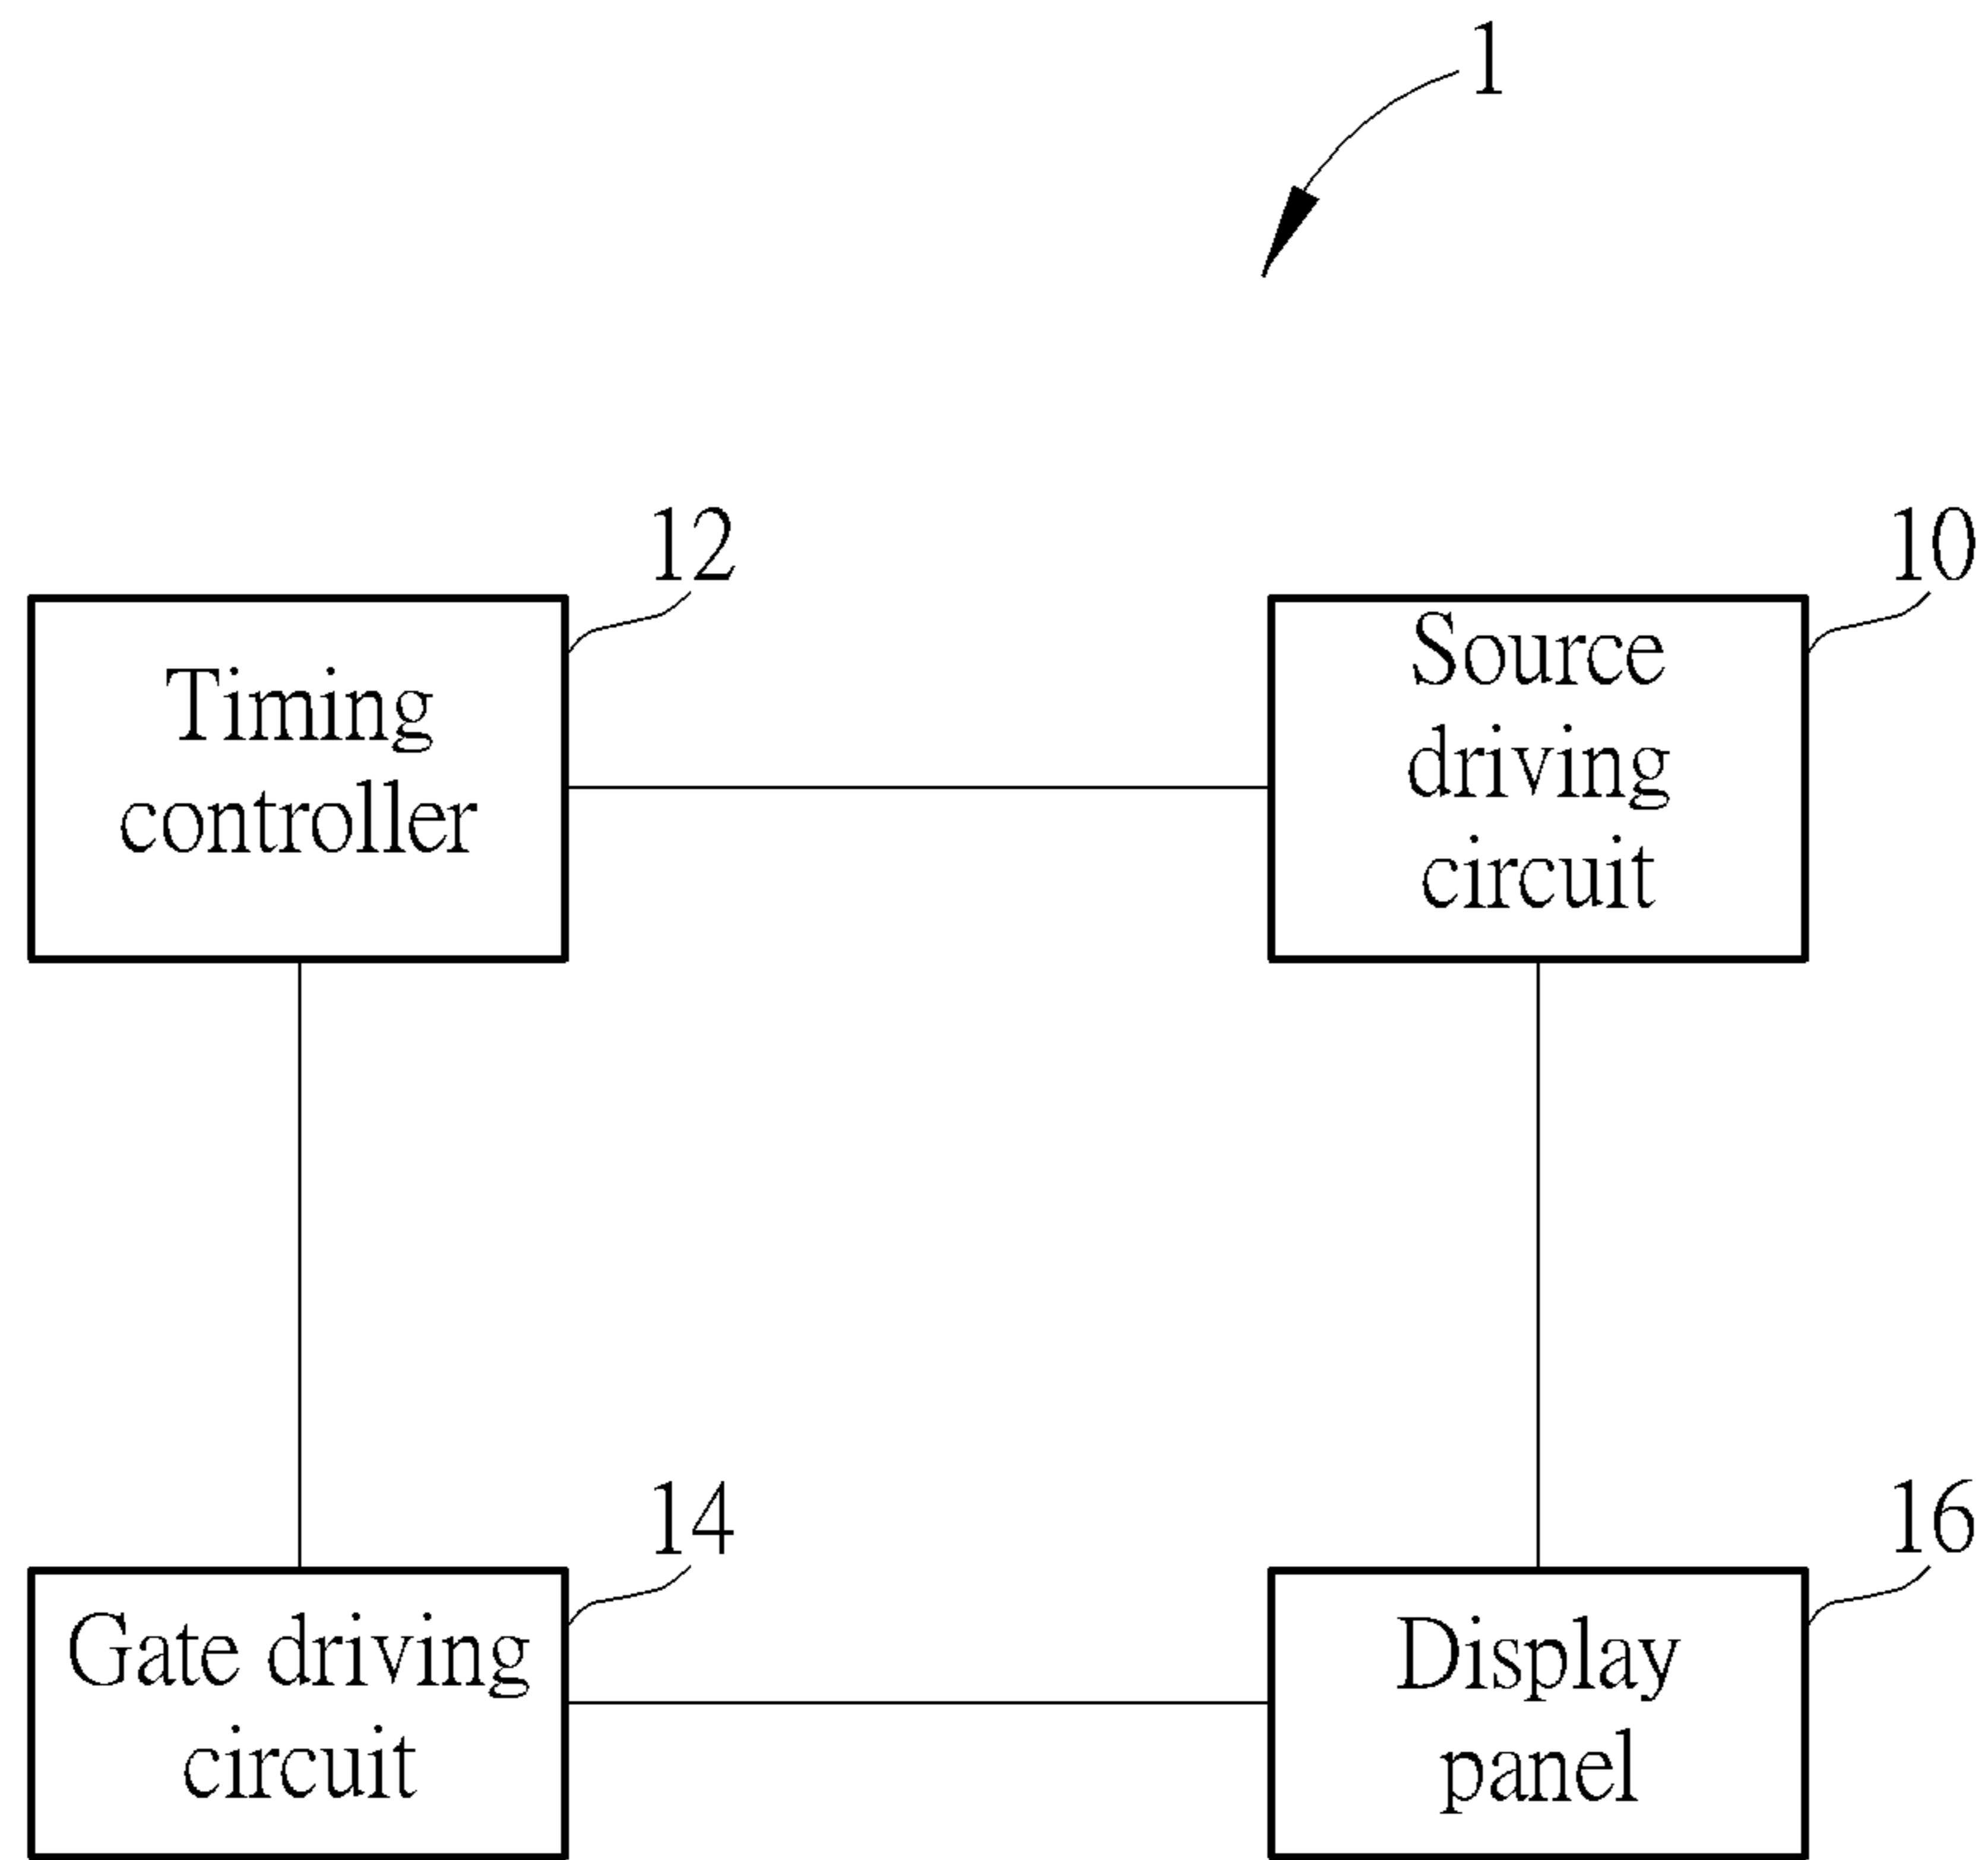 1
12
10
Timing
controller
Source
driving
circuit
14
16
Gate driving
circuit
Display
panel